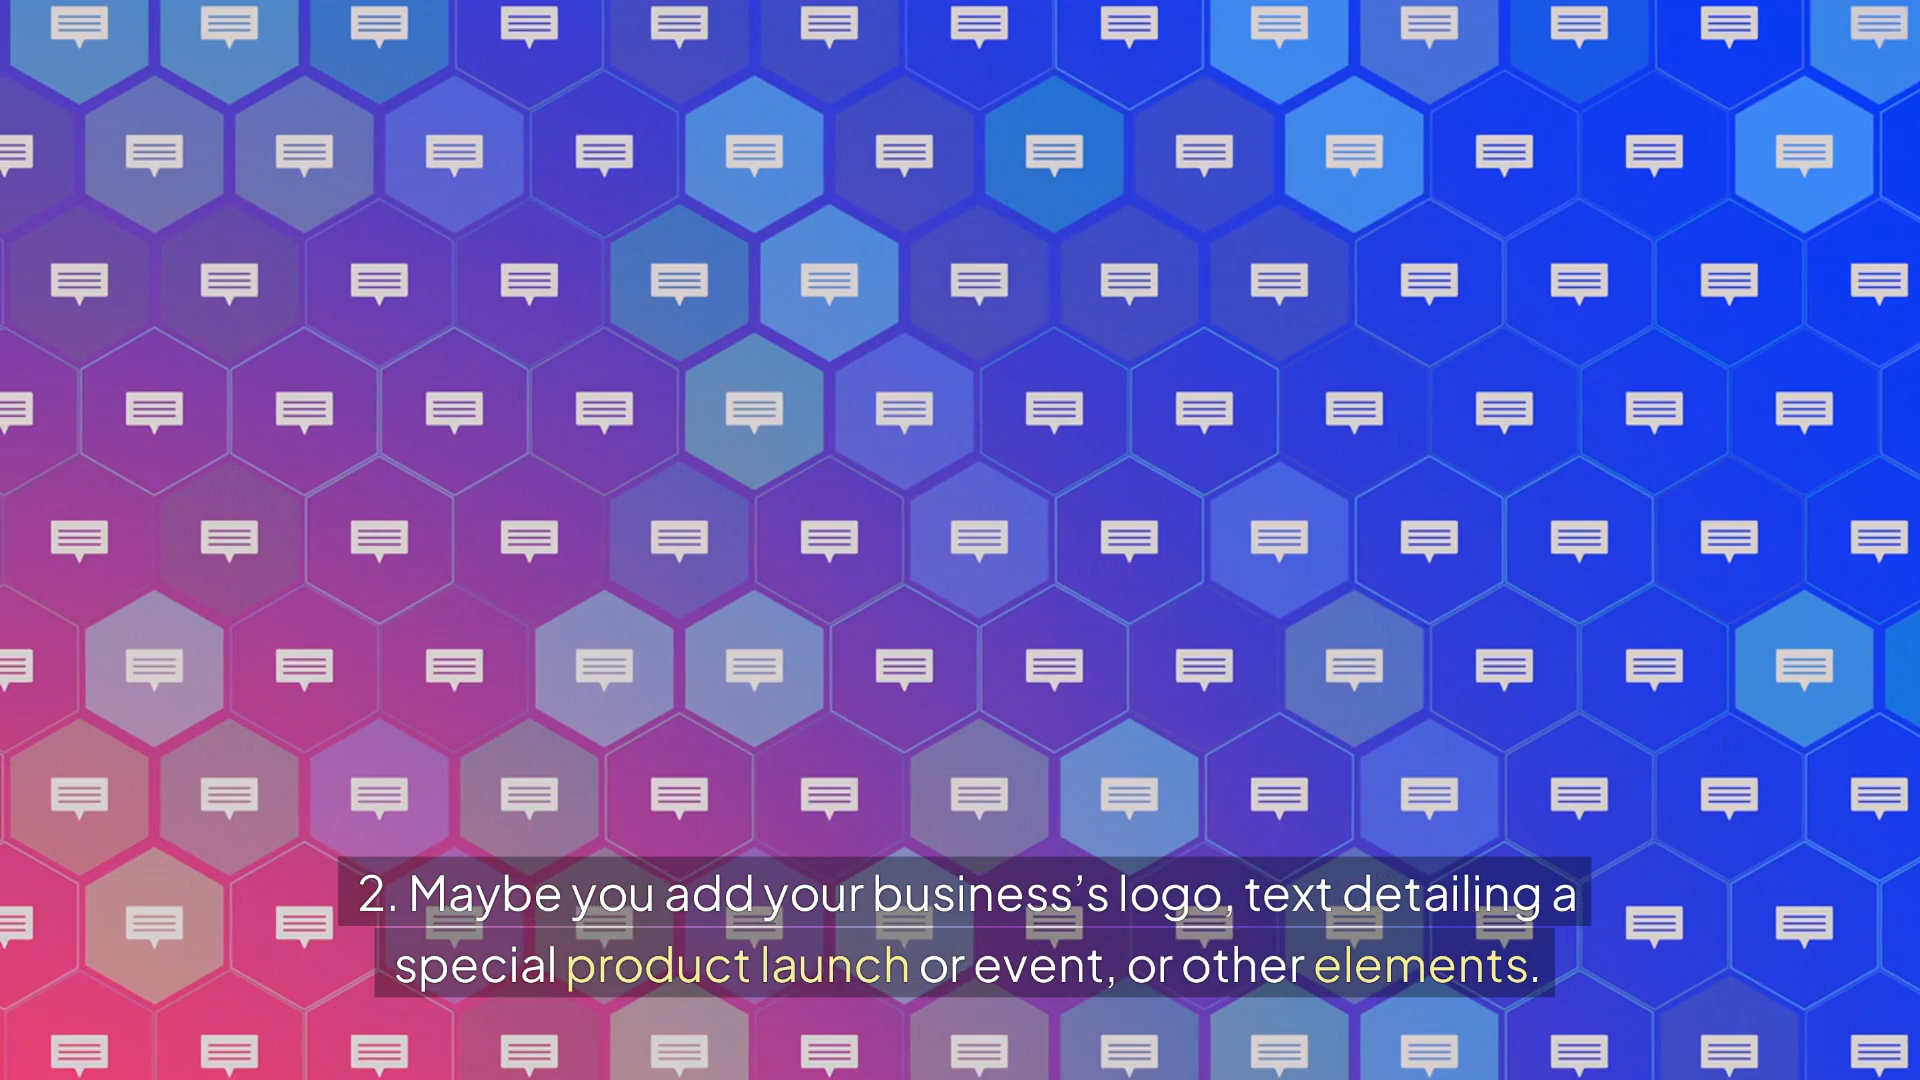 2. Maybe you add your business’s logo, text detailing a
special product launch or event, or other elements.